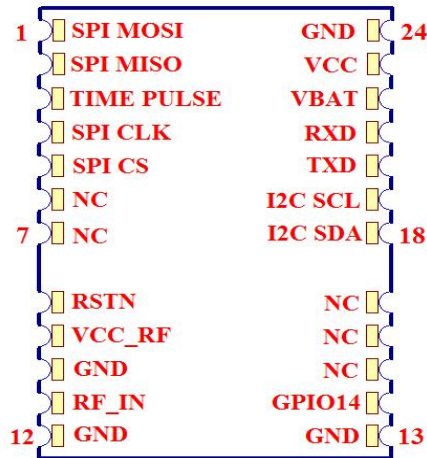 1 SPI MOSI GND 24
SPI MISO VCC
TIME PULSE VBAT
SPI CLK RXD
SPI CS TXD
NC I2C SCL
7 NC I2C SDA 18
RSTN NC
VCC_RF NC
GND NC
RF_IN GPIO14
12 GND GND 13